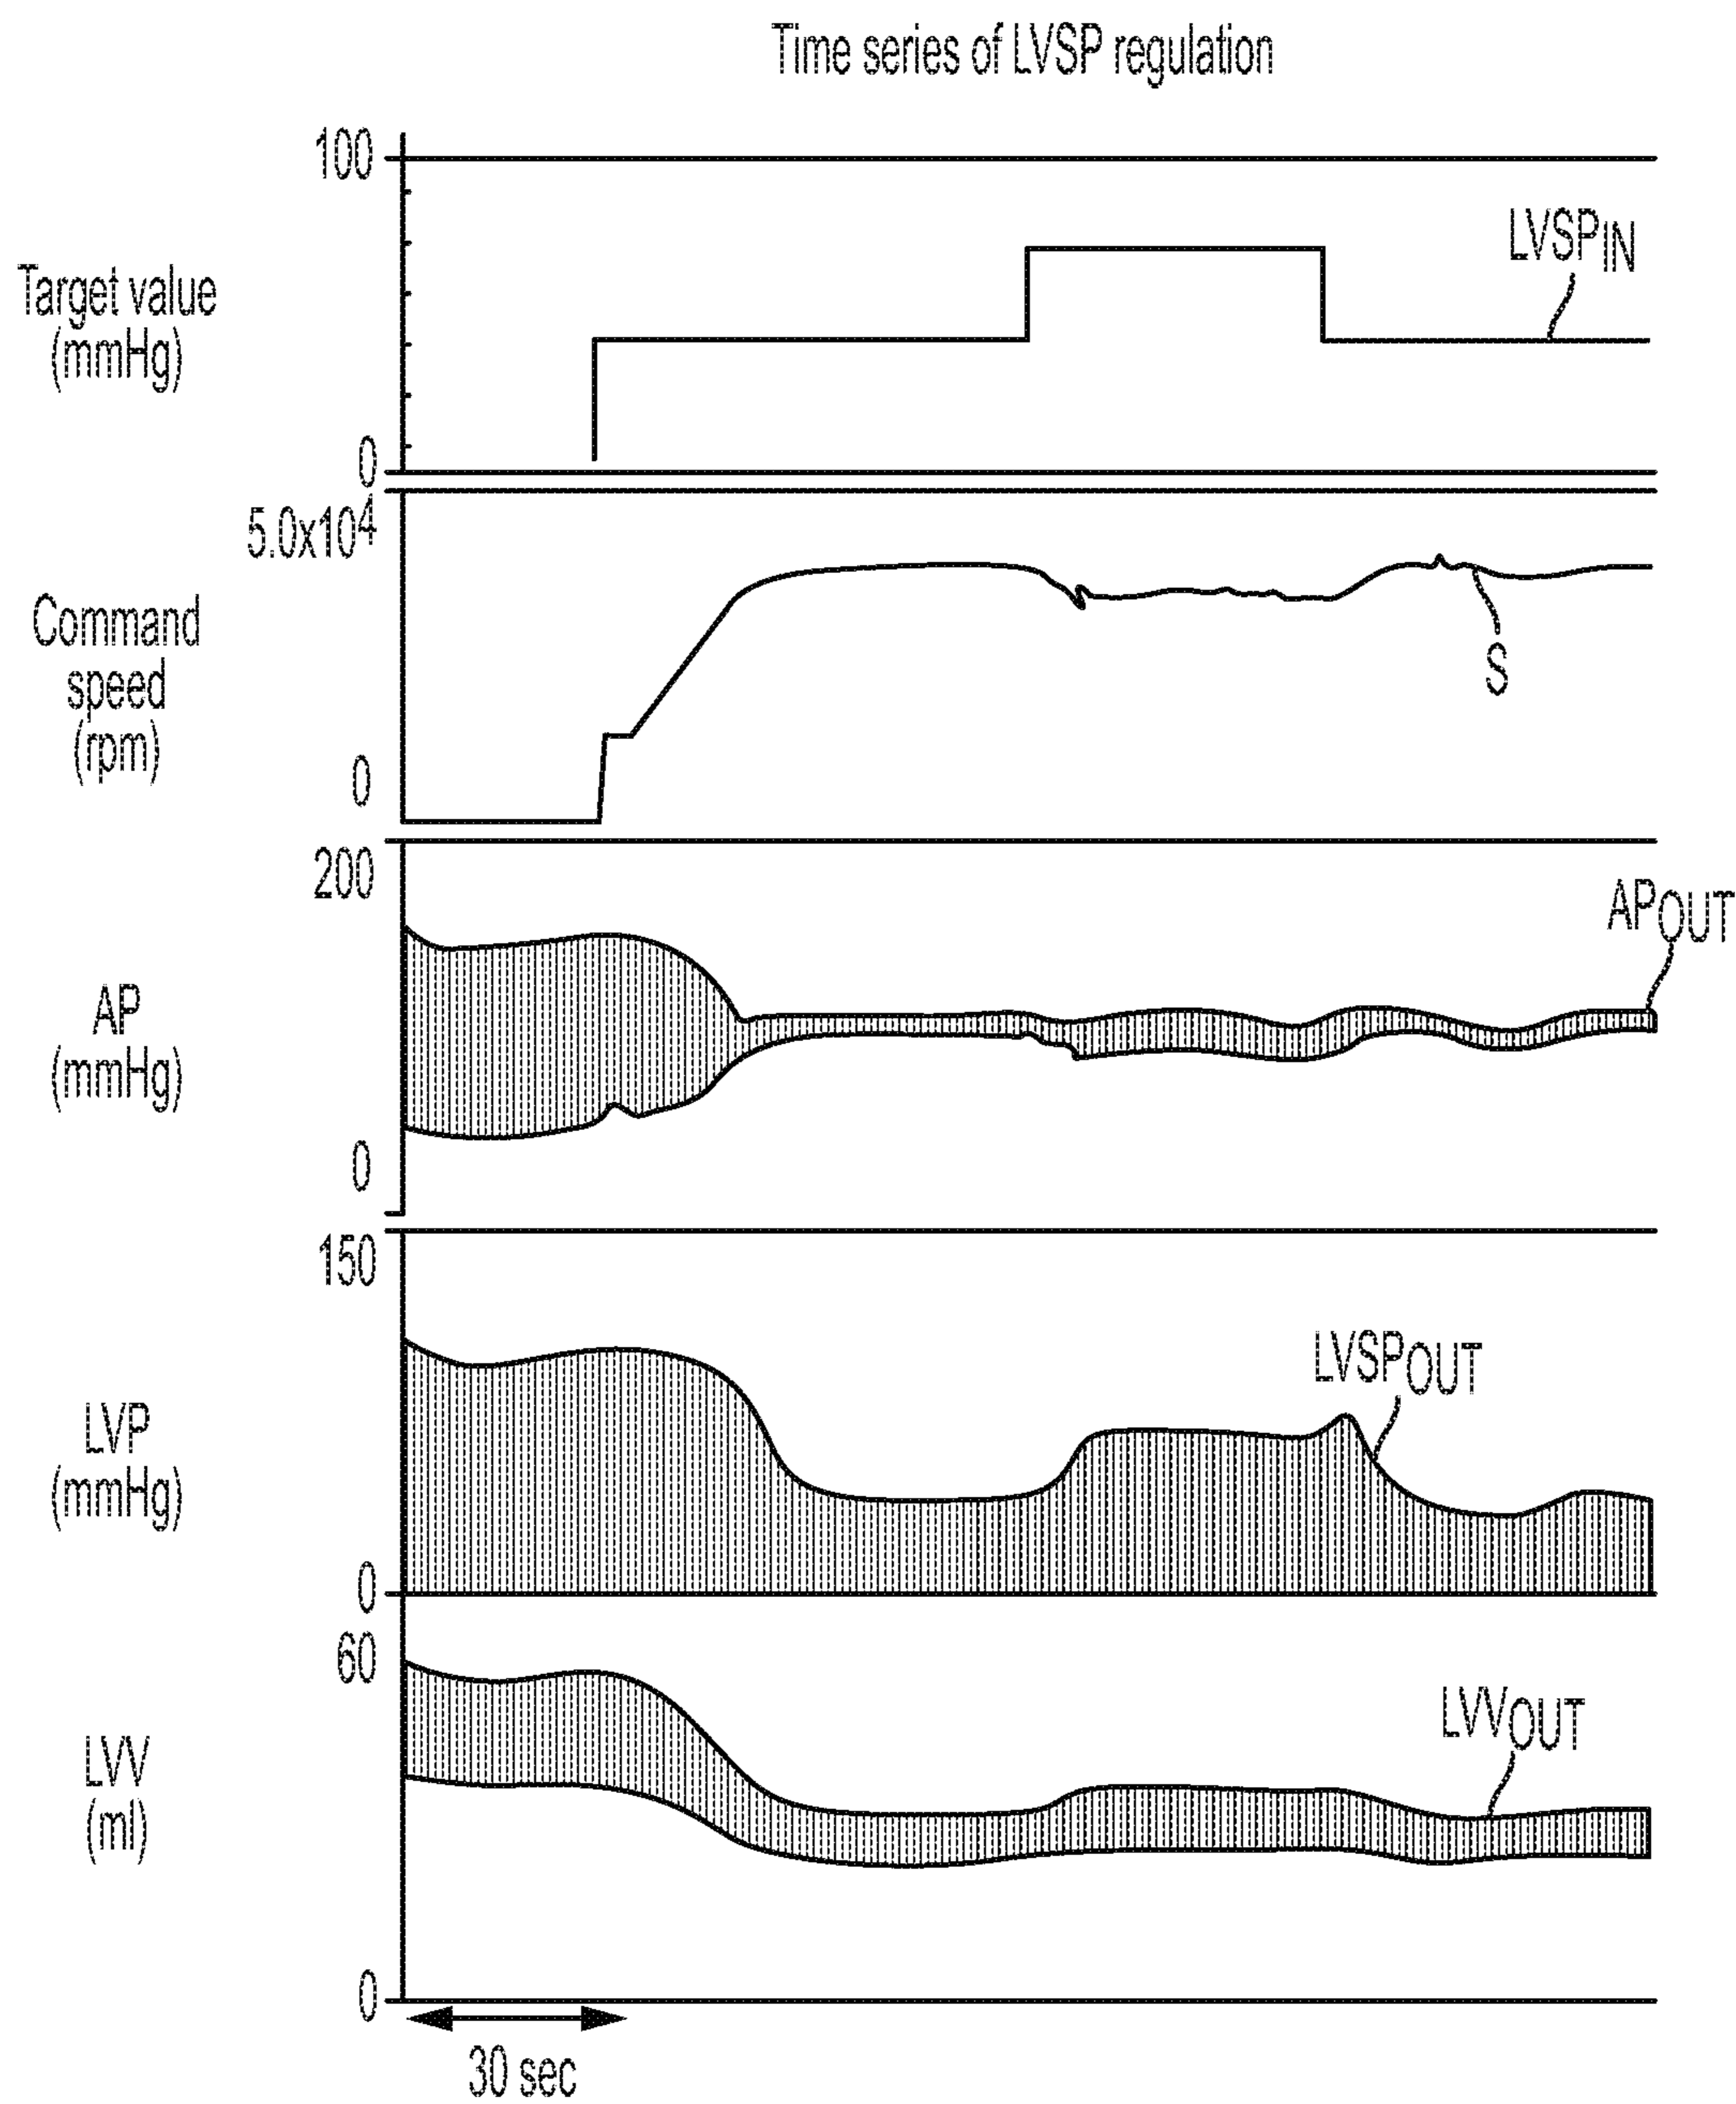 Time series of LVSP regulation
100
LVSPIN
Target value
(mmHg)
0
5.0x104
Command
speed
(rpm)
S
0
200
APOUT
AP
(mmHg)
0
150
LVSPOUT
LVP
(mmHg)
0
60
LVVOUT
LVV
(ml)
0
30 sec